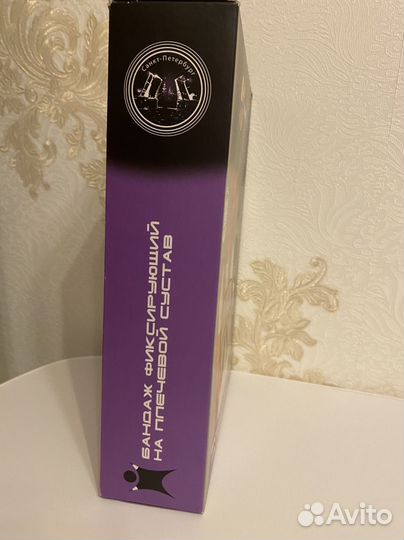 Санкт-Петербург
БАНДАЖ ФИКСИРУЮЩИЙ
НА ПЛЕЧЕВОЙ СУСТАВ
Avito